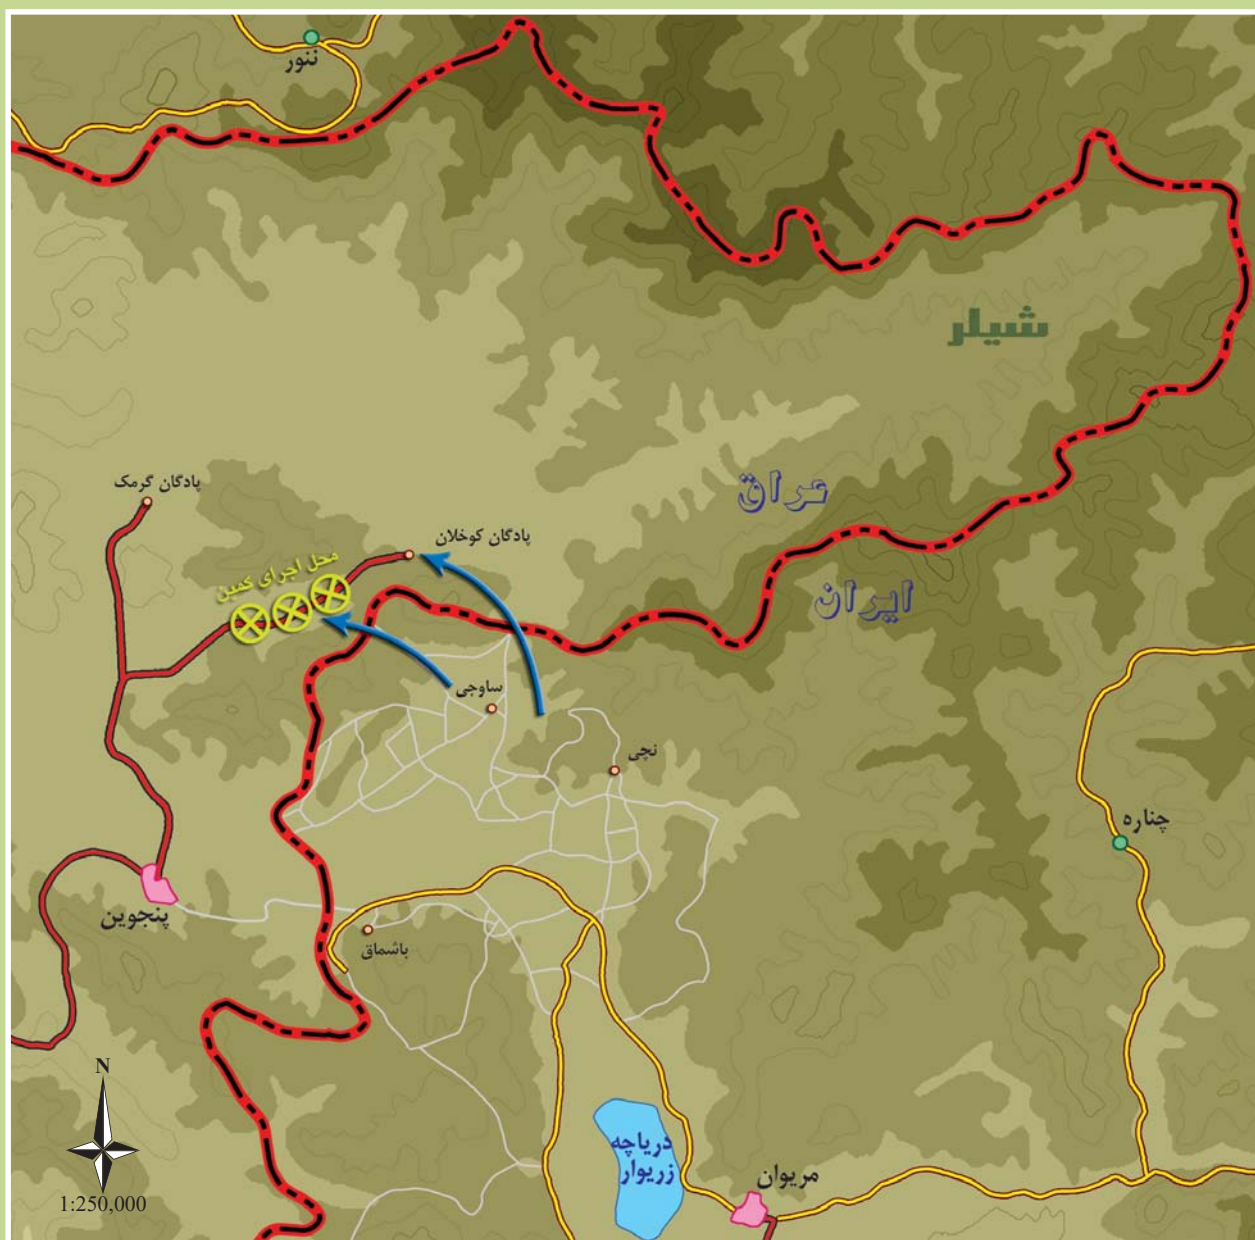 ننور
شیلر
عراق
ایران
پادگان گرمک
پادگان کوخلان
محل اجرای کمین
ساوجی
نچی
چناره
پنجوین
باشماق
دریاچه
زریوار
مریوان
N
1:250,000